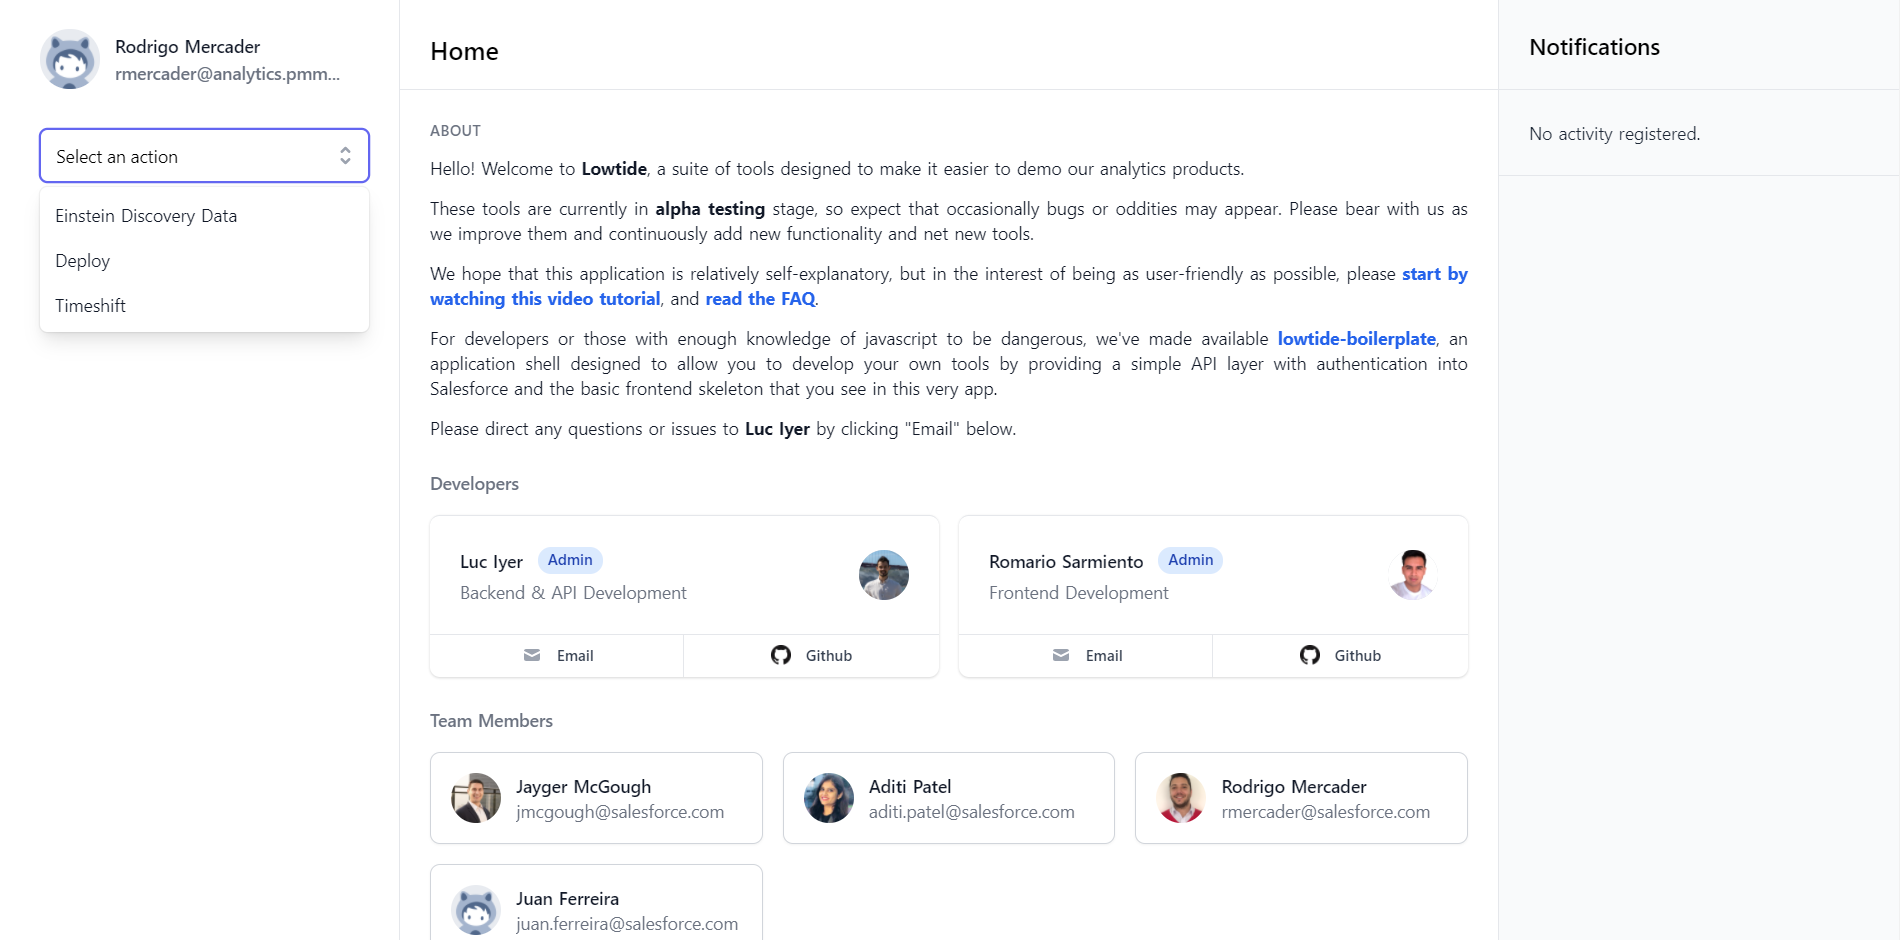 Rodrigo Mercader
rmercader@analytics.pmm...
Select an action
Einstein Discovery Data
Deploy
Timeshift
Home
ABOUT
Hello! Welcome to Lowtide, a suite of tools designed to make it easier to demo our analytics products.
These tools are currently in alpha testing stage, so expect that occasionally bugs or oddities may appear. Please bear with us as
we improve them and continuously add new functionality and net new tools.
We hope that this application is relatively self-explanatory, but in the interest of being as user-friendly as possible, please start by
watching this video tutorial, and read the FAQ.
For developers or those with enough knowledge of javascript to be dangerous, we've made available lowtide-boilerplate, an
application shell designed to allow you to develop your own tools by providing a simple API layer with authentication into
Salesforce and the basic frontend skeleton that you see in this very app.
Please direct any questions or issues to Luc Iyer by clicking "Email" below.
Developers
Luc Iyer Admin
Backend & API Development
Email Github
Romario Sarmiento Admin
Frontend Development
Email Github
Team Members
Jayger McGough
jmcgough@salesforce.com
Aditi Patel
aditi.patel@salesforce.com
Rodrigo Mercader
rmercader@salesforce.com
Juan Ferreira
juan.ferreira@salesforce.com
Notifications
No activity registered.